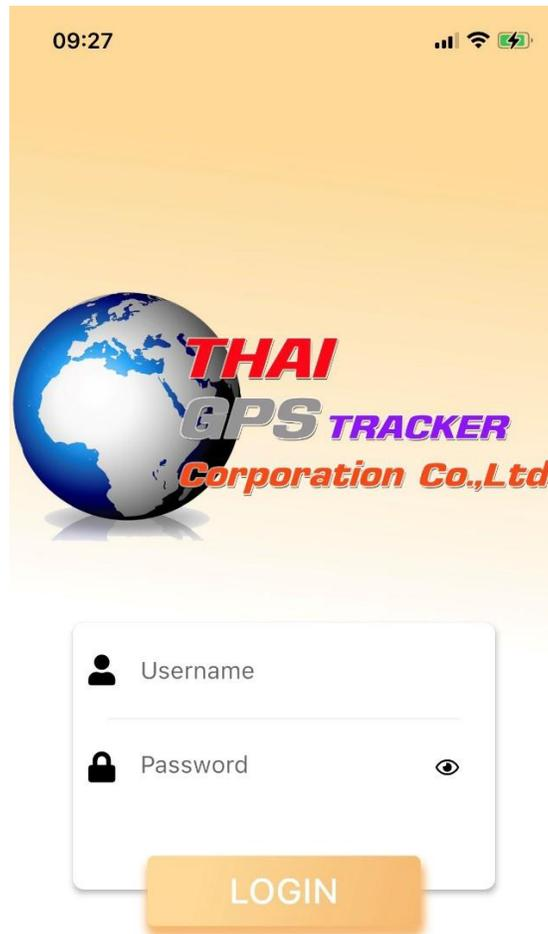 09:27
THAI
GPS TRACKER
Corporation Co.,Ltd
Username
Password
LOGIN